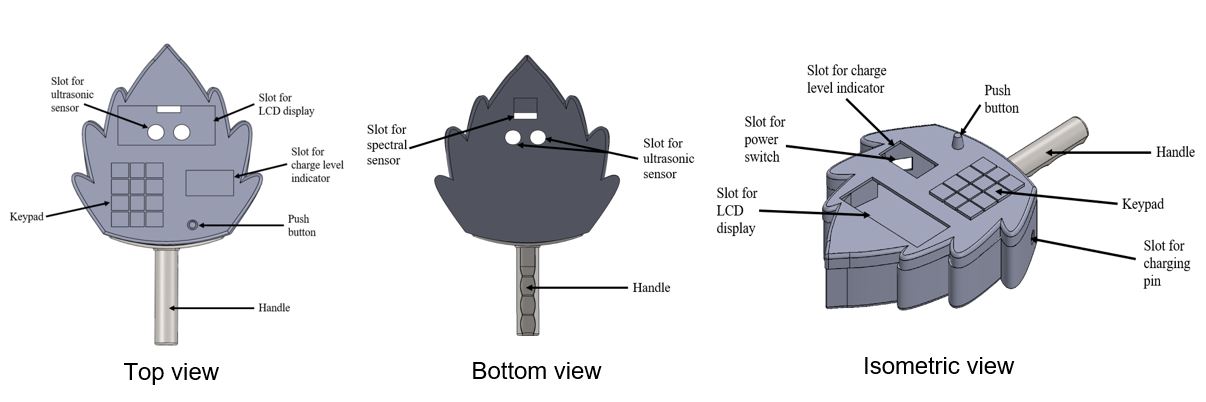 Slot for
ultrasonic
sensor
Slot for
LCD display
Slot for
charge level
indicator
Keypad
Push
button
Handle
Top view
Slot for
spectral
sensor
Slot for
ultrasonic
sensor
Handle
Bottom view
Slot for charge
level indicator
Push
button
Slot for
power
switch
Handle
Slot for
LCD
display
Keypad
Slot for
charging
pin
Isometric view